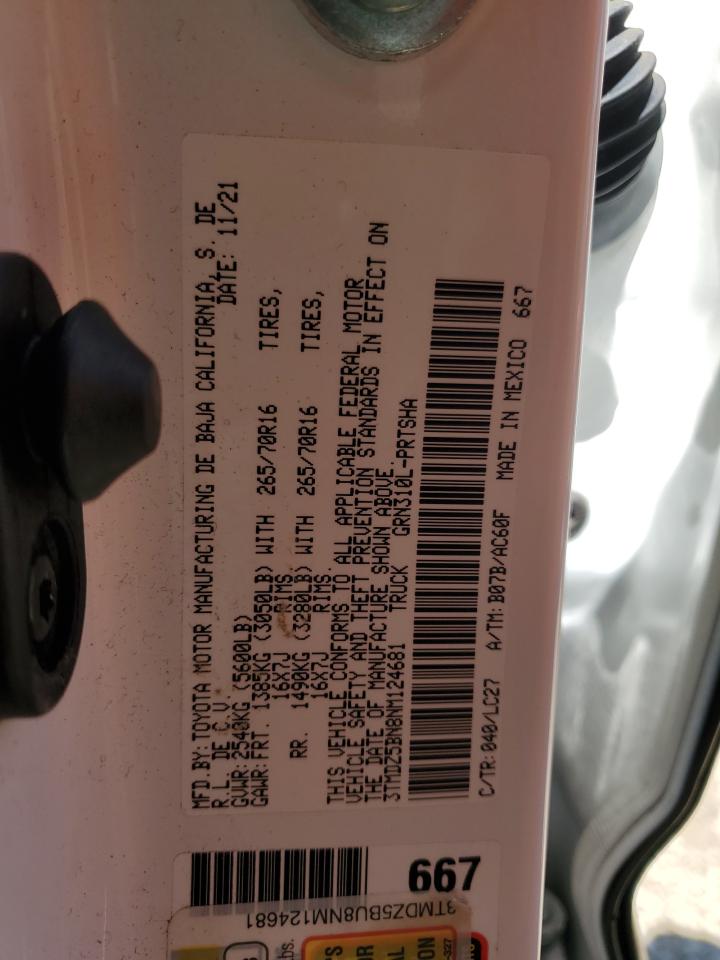 MFD.BY:TOYOTA MOTOR MANUFACTURING DE BAJA CALIFORNIA, S. DE
R.L. DE C.V. DATE: 11/21
GVWR:2540KG (5600LB)
GAWR:FRT. 1385KG (3050LB) WITH 265/70R16 TIRES,
16X7J RIMS.
RR. 1490KG (3280LB) WITH 265/70R16 TIRES,
16X7J RIMS.
THIS VEHICLE CONFORMS TO ALL APPLICABLE FEDERAL MOTOR
VEHICLE SAFETY AND THEFT PREVENTION STANDARDS IN EFFECT ON
THE DATE OF MANUFACTURE SHOWN ABOVE.
3TMDZ5BN8NM124681 TRUCK GRN310L-PRTSHA
C/TR:040/LC27 A/TM:B07B/AC60F MADE IN MEXICO 667
667
3TMDZ5BU8NM124681
lbs.